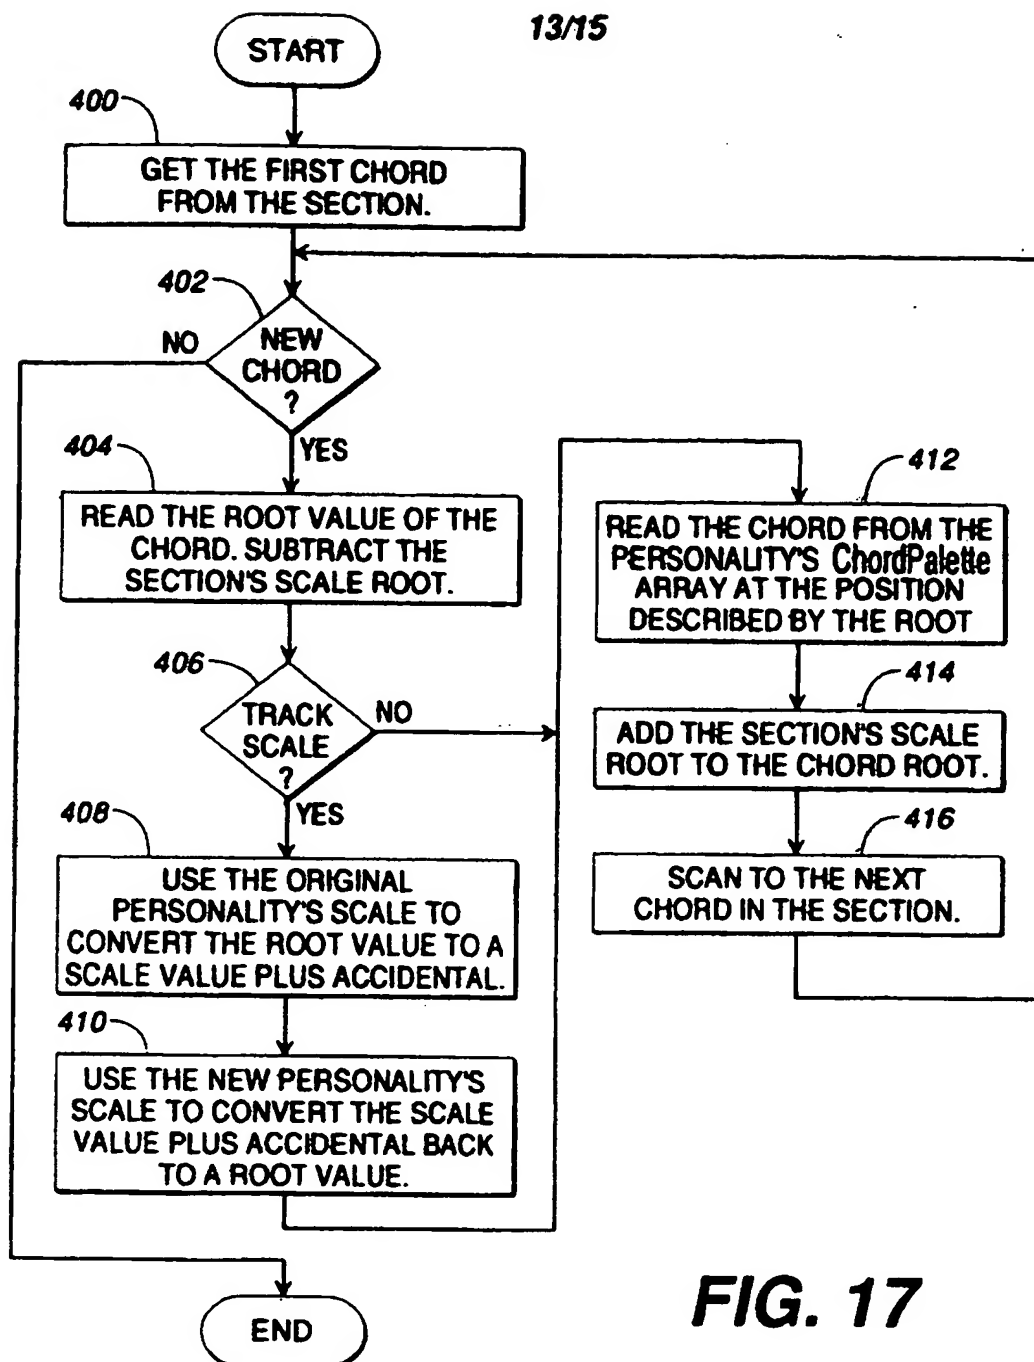 13/15
START
400
GET THE FIRST CHORD
FROM THE SECTION.
402
NO
NEW
CHORD
?
YES
404
READ THE ROOT VALUE OF THE
CHORD. SUBTRACT THE
SECTION'S SCALE ROOT.
406
TRACK
SCALE
?
NO
YES
408
USE THE ORIGINAL
PERSONALITY'S SCALE TO
CONVERT THE ROOT VALUE TO A
SCALE VALUE PLUS ACCIDENTAL.
410
USE THE NEW PERSONALITY'S
SCALE TO CONVERT THE SCALE
VALUE PLUS ACCIDENTAL BACK
TO A ROOT VALUE.
412
READ THE CHORD FROM THE
PERSONALITY'S ChordPalette
ARRAY AT THE POSITION
DESCRIBED BY THE ROOT
414
ADD THE SECTION'S SCALE
ROOT TO THE CHORD ROOT.
416
SCAN TO THE NEXT
CHORD IN THE SECTION.
END
FIG. 17